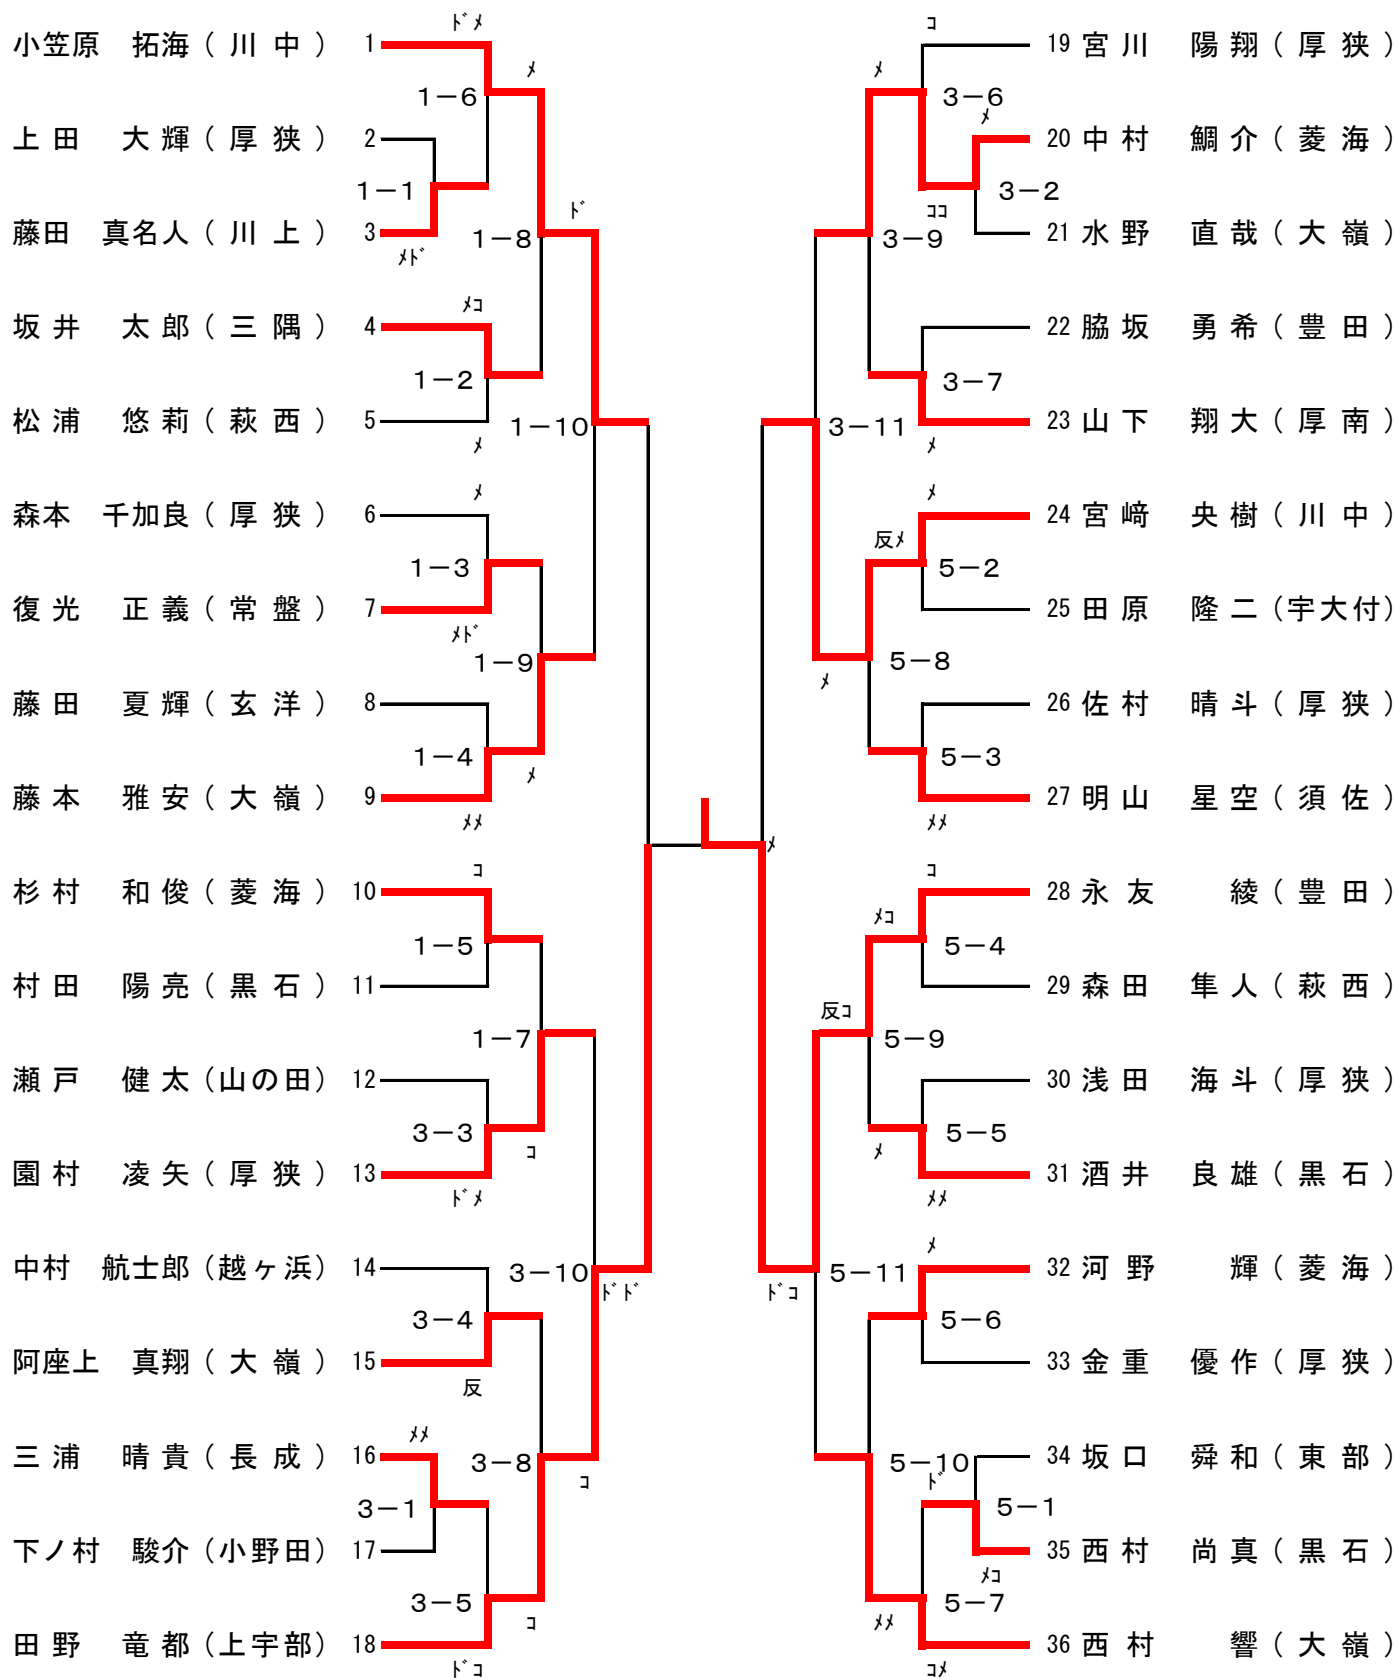 ﾄﾞﾒ
小笠原 拓海（川中） 1
ﾒ
1－6
上田 大輝（厚狭） 2
1－1
藤田 真名人（川上） 3
ﾒﾄﾞ
1－8
ﾄﾞ
ﾒｺ
坂井 太郎（三隅） 4
1－2
松浦 悠莉（萩西） 5
ﾒ
1－10
ﾒ
森本 千加良（厚狭） 6
1－3
復光 正義（常盤） 7
ﾒﾄﾞ
1－9
藤田 夏輝（玄洋） 8
1－4
ﾒ
藤本 雅安（大嶺） 9
ﾒﾒ
ｺ
杉村 和俊（菱海） 10
1－5
村田 陽亮（黒石） 11
1－7
瀬戸 健太（山の田） 12
3－3
ｺ
園村 凌矢（厚狭） 13
ﾄﾞﾒ
中村 航士郎（越ヶ浜） 14
3－10
ﾄﾞﾄﾞ
3－4
阿座上 真翔（大嶺） 15
反
ﾒﾒ
三浦 晴貴（長成） 16
3－8
ｺ
3－1
下ノ村 駿介（小野田） 17
3－5
ｺ
田野 竜都（上宇部） 18
ﾄﾞｺ
ﾒ
ｺ
19 宮川 陽翔（厚狭）
ﾒ
3－6
ﾒ
20 中村 鯛介（菱海）
3－2
ｺｺ
21 水野 直哉（大嶺）
3－9
22 脇坂 勇希（豊田）
3－7
23 山下 翔大（厚南）
3－11
ﾒ
ﾒ
24 宮﨑 央樹（川中）
反ﾒ
5－2
25 田原 隆二（宇大付）
5－8
ﾒ
26 佐村 晴斗（厚狭）
5－3
27 明山 星空（須佐）
ﾒﾒ
ｺ
28 永友 綾（豊田）
ﾒｺ
5－4
29 森田 隼人（萩西）
反ｺ
5－9
30 浅田 海斗（厚狭）
5－5
ﾒ
31 酒井 良雄（黒石）
ﾒﾒ
ﾒ
32 河野 輝（菱海）
5－11
ﾄﾞｺ
5－6
33 金重 優作（厚狭）
34 坂口 舜和（東部）
5－10
ﾄﾞ
5－1
35 西村 尚真（黒石）
ﾒｺ
5－7
ﾒﾒ
36 西村 響（大嶺）
ｺﾒ